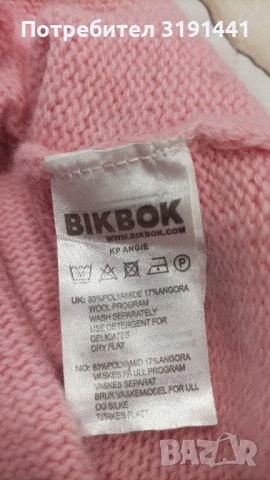 Потребител 3191441
BIKBOK
WWW.BIKBOK.COM
KP ANGIE
P
UK: 83%POLYAMIDE 17%ANGORA
WOOL PROGRAM
WASH SEPARATELY
USE DETERGENT FOR
DELICATES
DRY FLAT
NO: 83%POLYAMID 17%ANGORA
VASKES PÅ ULL PROGRAM
VASKES SEPARAT
BRUK VASKEMIDDEL FOR ULL
OG SILKE
TØRKES FLATT
BAZAR